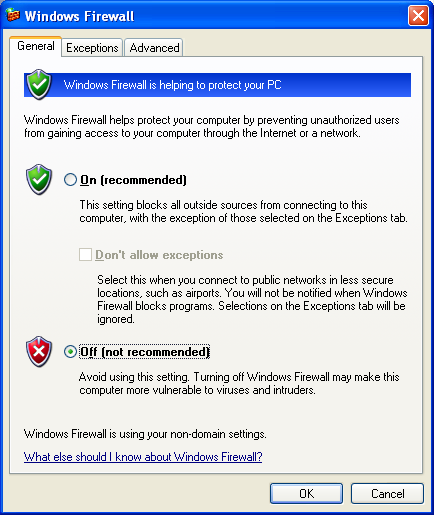 Windows Firewall
General Exceptions Advanced
Windows Firewall is helping to protect your PC
Windows Firewall helps protect your computer by preventing unauthorized users
from gaining access to your computer through the Internet or a network.
On (recommended)
This setting blocks all outside sources from connecting to this
computer, with the exception of those selected on the Exceptions tab.
Don't allow exceptions
Select this when you connect to public networks in less secure
locations, such as airports. You will not be notified when Windows
Firewall blocks programs. Selections on the Exceptions tab will be
ignored.
Off (not recommended)
Avoid using this setting. Turning off Windows Firewall may make this
computer more vulnerable to viruses and intruders.
Windows Firewall is using your non-domain settings.
What else should I know about Windows Firewall?
OK Cancel